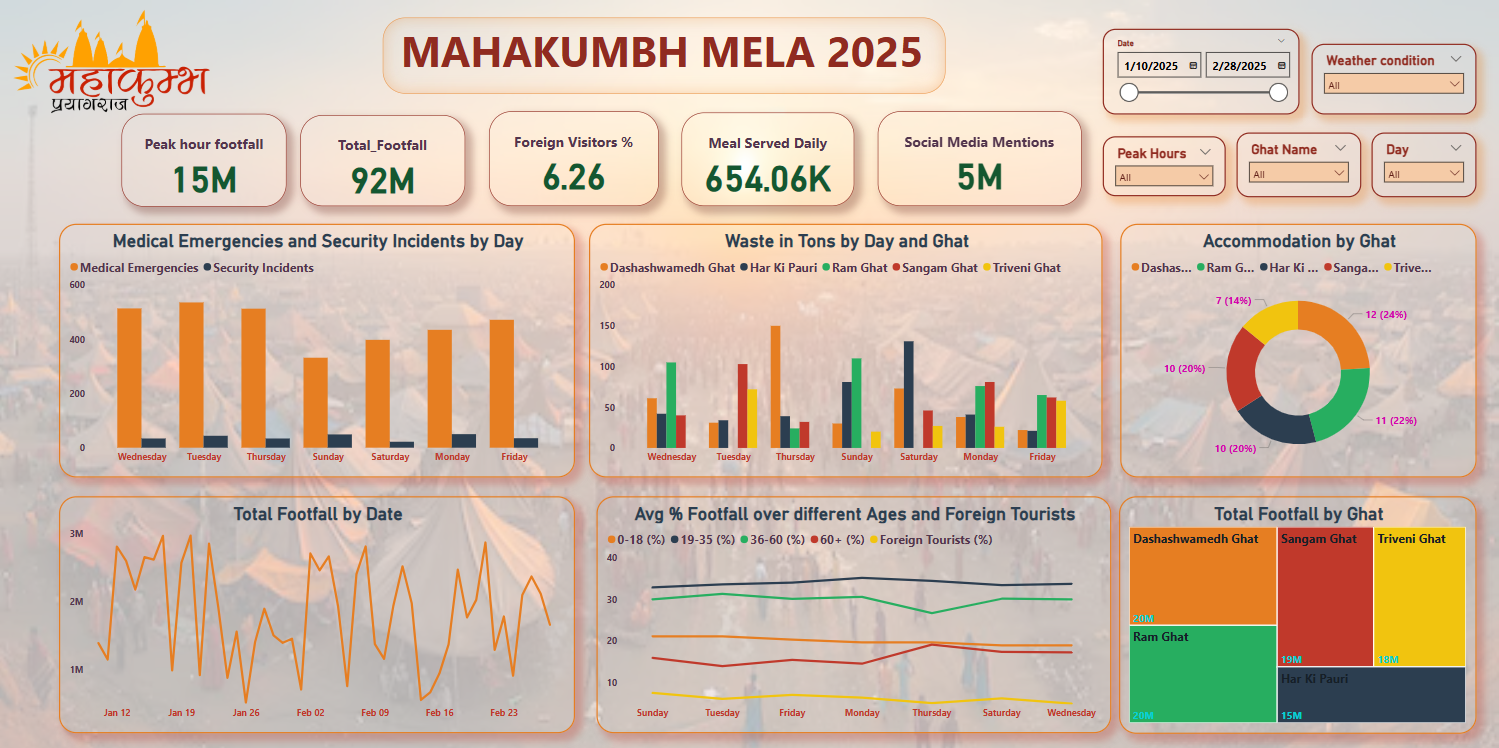 महाकुम्भ
प्रयागराज
MAHAKUMBH MELA 2025
Date
1/10/2025
2/28/2025
Weather condition
All
Peak hour footfall
15M
Total_Footfall
92M
Foreign Visitors %
6.26
Meal Served Daily
654.06K
Social Media Mentions
5M
Peak Hours
All
Ghat Name
All
Day
All
Medical Emergencies and Security Incidents by Day
Medical Emergencies Security Incidents
600
400
200
0
Wednesday Tuesday Thursday Sunday Saturday Monday Friday
Waste in Tons by Day and Ghat
Dashashwamedh Ghat Har Ki Pauri Ram Ghat Sangam Ghat Triveni Ghat
200
150
100
50
0
Wednesday Tuesday Thursday Sunday Saturday Monday Friday
Accommodation by Ghat
Dashas... Ram G... Har Ki ... Sanga... Trive...
7 (14%)
12 (24%)
10 (20%)
11 (22%)
10 (20%)
Total Footfall by Date
3M
2M
1M
Jan 12 Jan 19 Jan 26 Feb 02 Feb 09 Feb 16 Feb 23
Avg % Footfall over different Ages and Foreign Tourists
0-18 (%) 19-35 (%) 36-60 (%) 60+ (%) Foreign Tourists (%)
40
30
20
10
Sunday Tuesday Friday Monday Thursday Saturday Wednesday
Total Footfall by Ghat
Dashashwamedh Ghat
20M
Ram Ghat
20M
Sangam Ghat
19M
Triveni Ghat
18M
Har Ki Pauri
15M